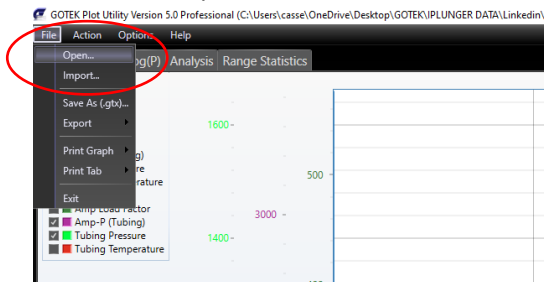 GOTEK Plot Utility Version 5.0 Professional (C:\Users\casse\OneDrive\Desktop\GOTEK\IPLUNGER DATA\Linkedin\
File Action Options Help
Open...
g(P) Analysis Range Statistics
Import...
Save As (.gtx)...
Export
1600
Print Graph
g)
Print Tab
re
500
rature
Exit
Amp Load Factor
3000
Amp-P (Tubing)
Tubing Pressure
1400
Tubing Temperature